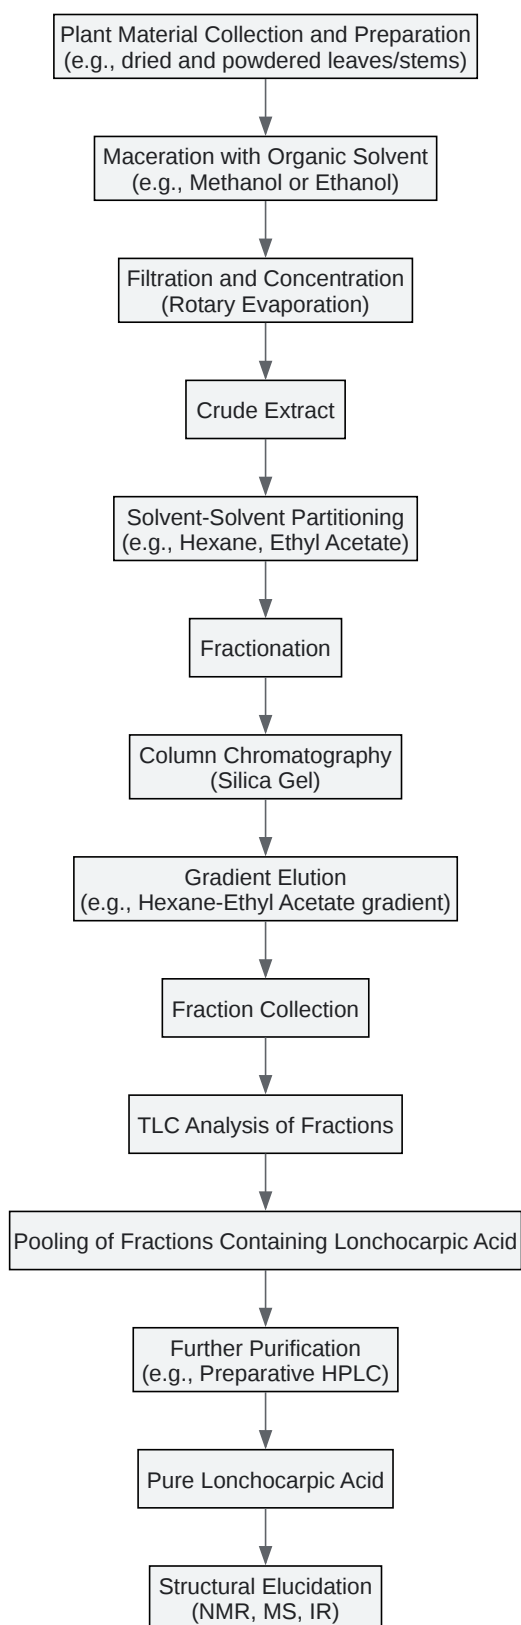 Plant Material Collection and Preparation
(e.g., dried and powdered leaves/stems)
Maceration with Organic Solvent
(e.g., Methanol or Ethanol)
Filtration and Concentration
(Rotary Evaporation)
Crude Extract
Solvent-Solvent Partitioning
(e.g., Hexane, Ethyl Acetate)
Fractionation
Column Chromatography
(Silica Gel)
Gradient Elution
(e.g., Hexane-Ethyl Acetate gradient)
Fraction Collection
TLC Analysis of Fractions
Pooling of Fractions Containing Lonchocarpic Acid
Further Purification
(e.g., Preparative HPLC)
Pure Lonchocarpic Acid
Structural Elucidation
(NMR, MS, IR)